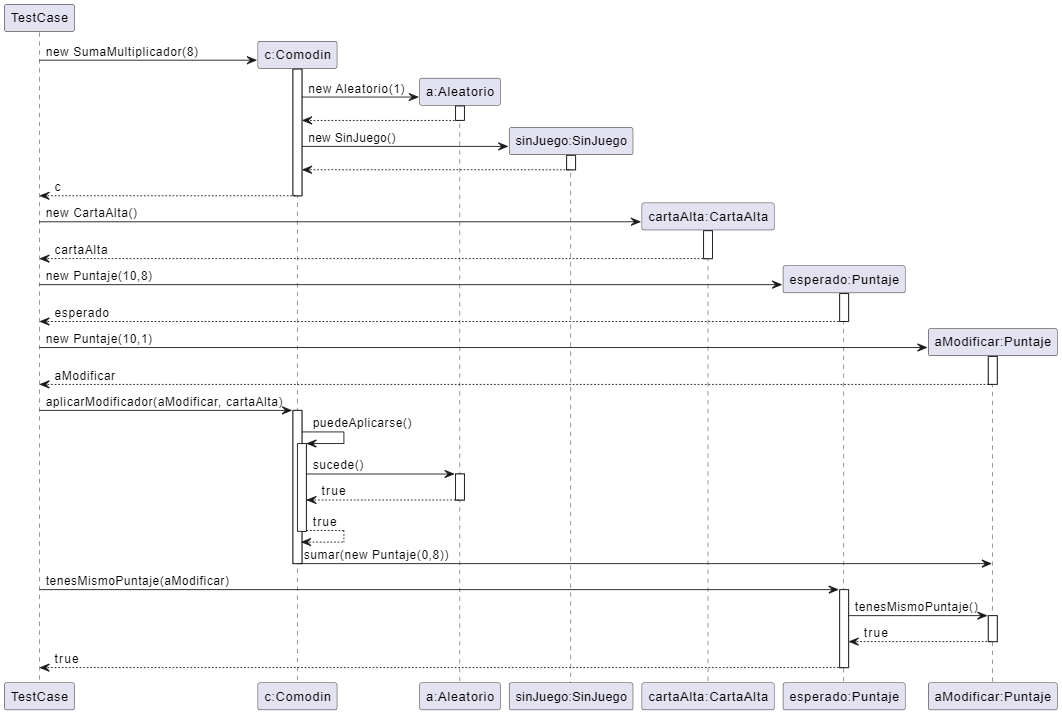 TestCase
new SumaMultiplicador(8)
c:Comodin
new Aleatorio(1)
a:Aleatorio
new SinJuego()
sinJuego:SinJuego
c
new CartaAlta()
cartaAlta:CartaAlta
cartaAlta
new Puntaje(10,8)
esperado:Puntaje
esperado
new Puntaje(10,1)
aModificar:Puntaje
aModificar
aplicarModificador(aModificar, cartaAlta)
puedeAplicarse()
sucede()
true
true
sumar(new Puntaje(0,8))
tenesMismoPuntaje(aModificar)
tenesMismoPuntaje()
true
true
TestCase
c:Comodin
a:Aleatorio
sinJuego:SinJuego
cartaAlta:CartaAlta
esperado:Puntaje
aModificar:Puntaje